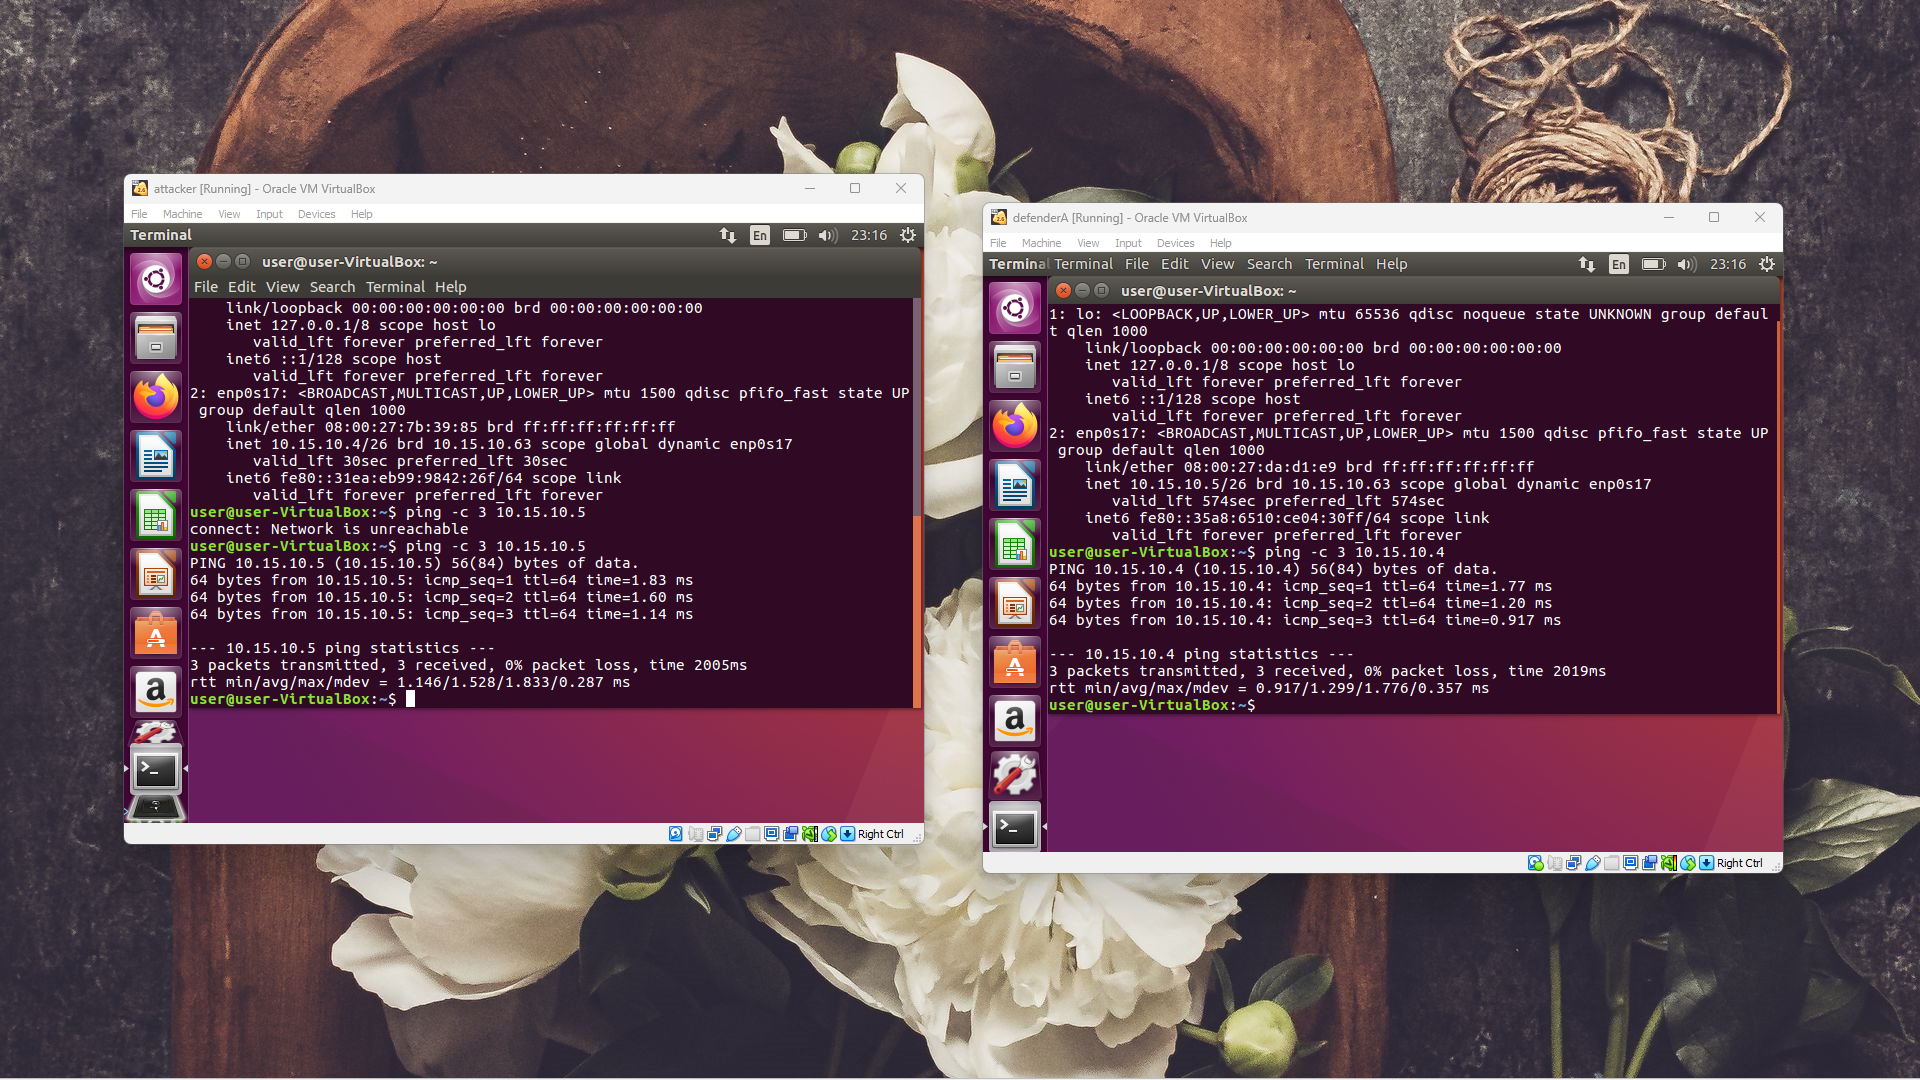 attacker [Running] - Oracle VM VirtualBox
File Machine View Input Devices Help
Terminal
En
23:16
user@user-VirtualBox: ~
File Edit View Search Terminal Help
link/loopback 00:00:00:00:00:00 brd 00:00:00:00:00:00
inet 127.0.0.1/8 scope host lo
valid_lft forever preferred_lft forever
inet6 ::1/128 scope host
valid_lft forever preferred_lft forever
2: enp0s17: <BROADCAST,MULTICAST,UP,LOWER_UP> mtu 1500 qdisc pfifo_fast state UP
group default qlen 1000
link/ether 08:00:27:7b:39:85 brd ff:ff:ff:ff:ff:ff
inet 10.15.10.4/26 brd 10.15.10.63 scope global dynamic enp0s17
valid_lft 30sec preferred_lft 30sec
inet6 fe80::31ea:eb99:9842:26f/64 scope link
valid_lft forever preferred_lft forever
user@user-VirtualBox:~$ ping -c 3 10.15.10.5
connect: Network is unreachable
user@user-VirtualBox:~$ ping -c 3 10.15.10.5
PING 10.15.10.5 (10.15.10.5) 56(84) bytes of data.
64 bytes from 10.15.10.5: icmp_seq=1 ttl=64 time=1.83 ms
64 bytes from 10.15.10.5: icmp_seq=2 ttl=64 time=1.60 ms
64 bytes from 10.15.10.5: icmp_seq=3 ttl=64 time=1.14 ms
--- 10.15.10.5 ping statistics ---
3 packets transmitted, 3 received, 0% packet loss, time 2005ms
rtt min/avg/max/mdev = 1.146/1.528/1.833/0.287 ms
user@user-VirtualBox:~$
Right Ctrl
defenderA [Running] - Oracle VM VirtualBox
File Machine View Input Devices Help
Terminal Terminal File Edit View Search Terminal Help
En
23:16
user@user-VirtualBox: ~
1: lo: <LOOPBACK,UP,LOWER_UP> mtu 65536 qdisc noqueue state UNKNOWN group defaul
t qlen 1000
link/loopback 00:00:00:00:00:00 brd 00:00:00:00:00:00
inet 127.0.0.1/8 scope host lo
valid_lft forever preferred_lft forever
inet6 ::1/128 scope host
valid_lft forever preferred_lft forever
2: enp0s17: <BROADCAST,MULTICAST,UP,LOWER_UP> mtu 1500 qdisc pfifo_fast state UP
group default qlen 1000
link/ether 08:00:27:da:d1:e9 brd ff:ff:ff:ff:ff:ff
inet 10.15.10.5/26 brd 10.15.10.63 scope global dynamic enp0s17
valid_lft 574sec preferred_lft 574sec
inet6 fe80::35a8:6510:ce04:30ff/64 scope link
valid_lft forever preferred_lft forever
user@user-VirtualBox:~$ ping -c 3 10.15.10.4
PING 10.15.10.4 (10.15.10.4) 56(84) bytes of data.
64 bytes from 10.15.10.4: icmp_seq=1 ttl=64 time=1.77 ms
64 bytes from 10.15.10.4: icmp_seq=2 ttl=64 time=1.20 ms
64 bytes from 10.15.10.4: icmp_seq=3 ttl=64 time=0.917 ms
--- 10.15.10.4 ping statistics ---
3 packets transmitted, 3 received, 0% packet loss, time 2019ms
rtt min/avg/max/mdev = 0.917/1.299/1.776/0.357 ms
user@user-VirtualBox:~$
Right Ctrl